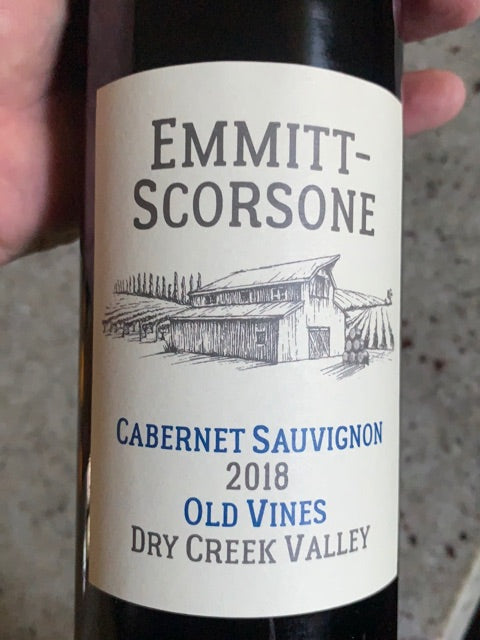 EMMITT-
SCORSONE
CABERNET SAUVIGNON
2018
OLD VINES
DRY CREEK VALLEY